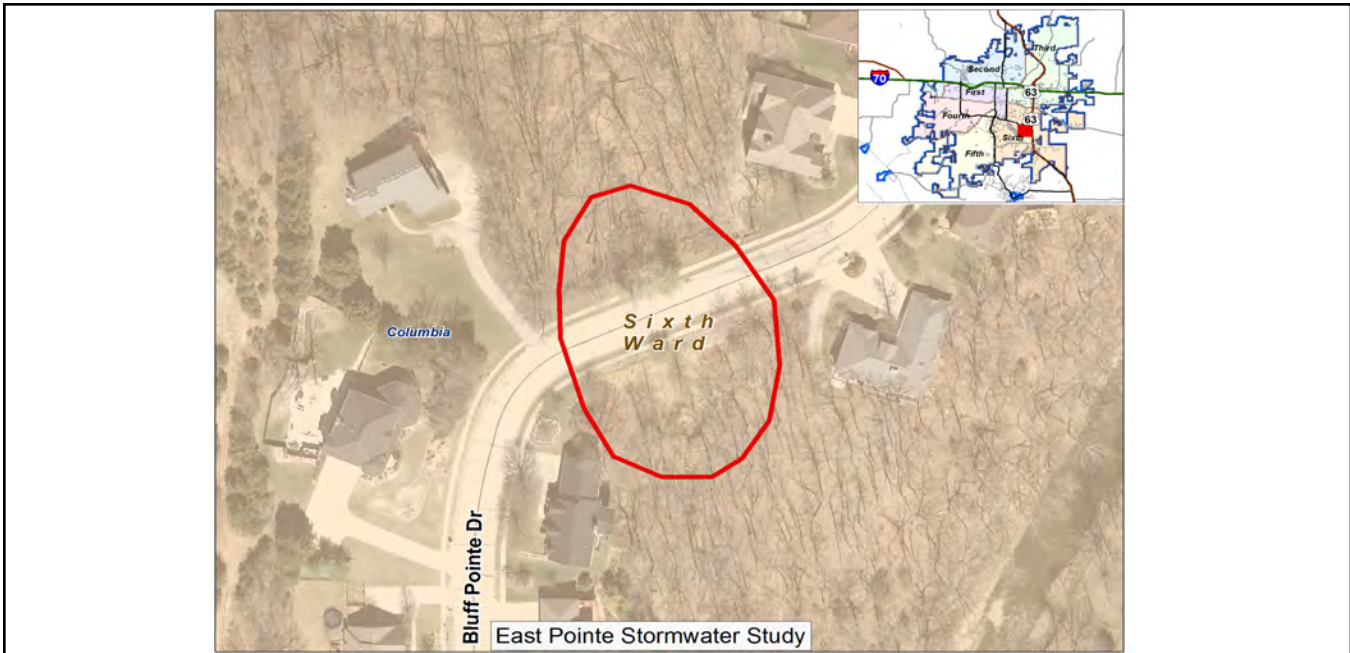 Third
Second
70
First
63
Fourth
63
Sixth
Fifth
Sixth
Ward
Columbia
Bluff Pointe Dr
East Pointe Stormwater Study